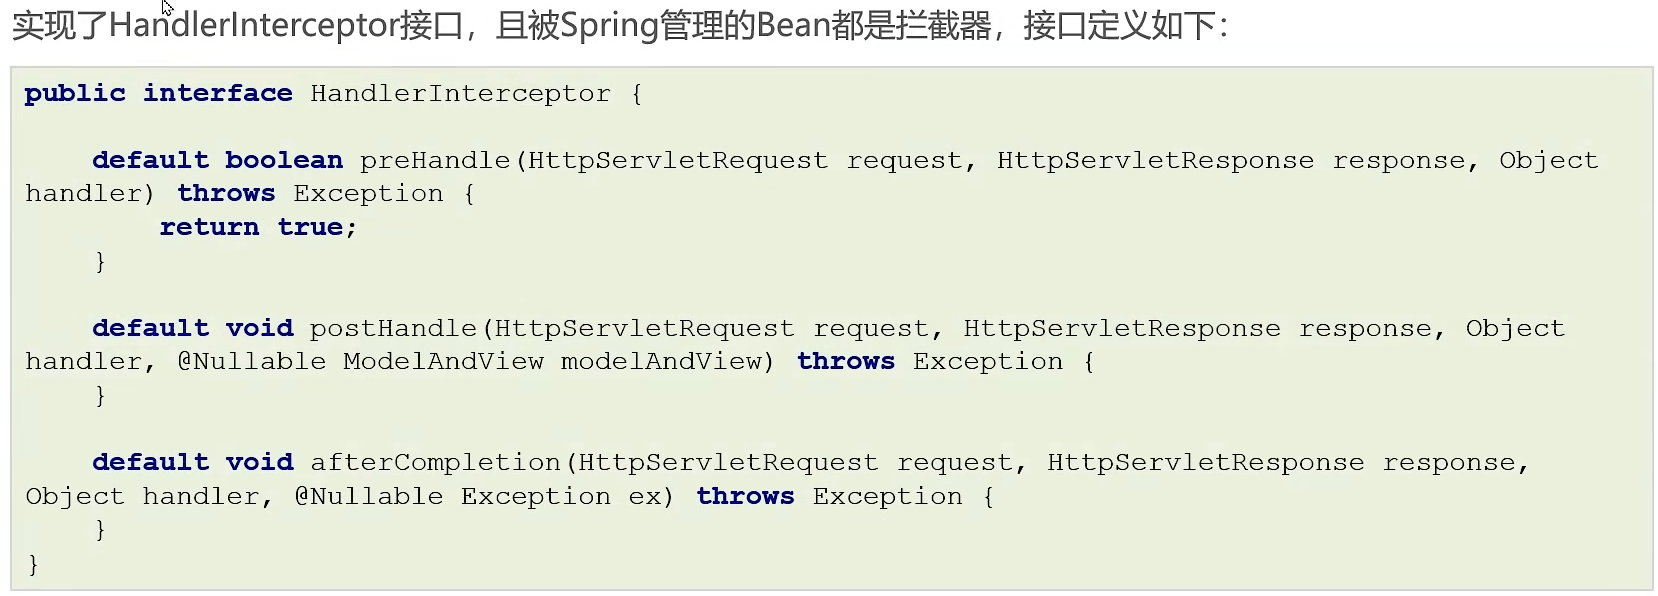 实现了HandlerInterceptor接口，且被Spring管理的Bean都是拦截器，接口定义如下：
public interface HandlerInterceptor {
default boolean preHandle(HttpServletRequest request, HttpServletResponse response, Object
handler) throws Exception {
return true;
}
default void postHandle(HttpServletRequest request, HttpServletResponse response, Object
handler, @Nullable ModelAndView modelAndView) throws Exception {
}
default void afterCompletion(HttpServletRequest request, HttpServletResponse response,
Object handler, @Nullable Exception ex) throws Exception {
}
}